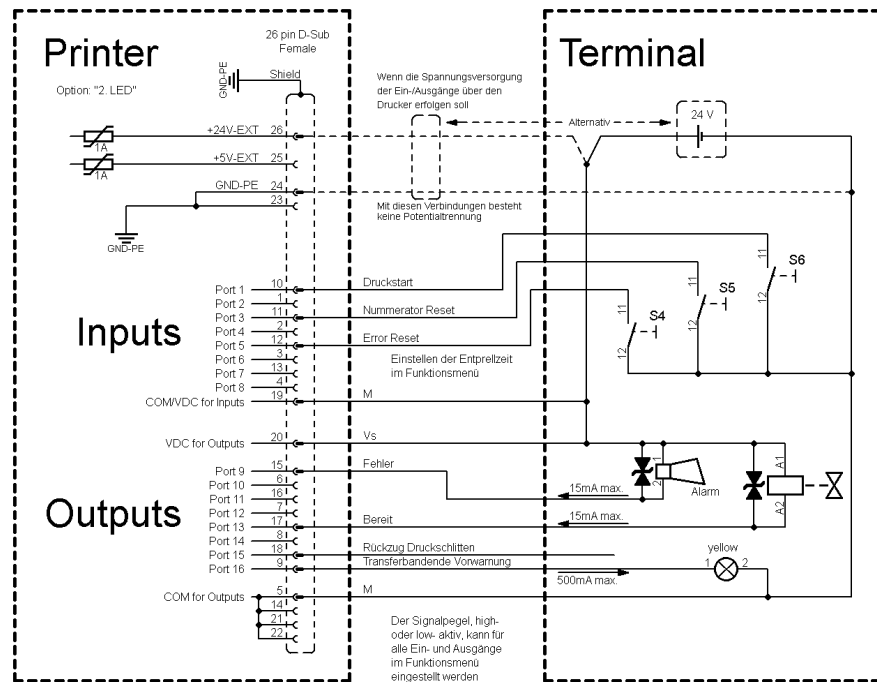 Printer
26 pin D-Sub
Female
Terminal
GND-PE
Shield
Option: "2. LED"
Wenn die Spannungsversorgung
der Ein-/Ausgänge über den
Drucker erfolgen soll
Alternativ
24 V
+24V-EXT 26
1A
+5V-EXT 25
1A
GND-PE 24
23
GND-PE
Mit diesen Verbindungen besteht
keine Potentialtrennung
Inputs
Port 1 10 Druckstart
Port 2 1
Port 3 11 Nummerator Reset
Port 4 2
Port 5 12 Error Reset
Port 6 3
Port 7 13
Port 8 4
COM/VDC for Inputs 19 M
Einstellen der Entprellzeit
im Funktionsmenü
11 S4 12
11 S5 12
11 S6 12
VDC for Outputs 20 Vs
Outputs
Port 9 15 Fehler
Port 10 6
Port 11 16
Port 12 7
Port 13 17 Bereit
Port 14 8
Port 15 18 Rückzug Druckschlitten
Port 16 9 Transferbandende Vorwarnung
15mA max.
1 2 Alarm
15mA max.
A1 A2
yellow
1 2
500mA max.
COM for Outputs 5 M
14
21
22
Der Signalpegel, high-
oder low- aktiv, kann für
alle Ein- und Ausgänge
im Funktionsmenü
eingestellt werden